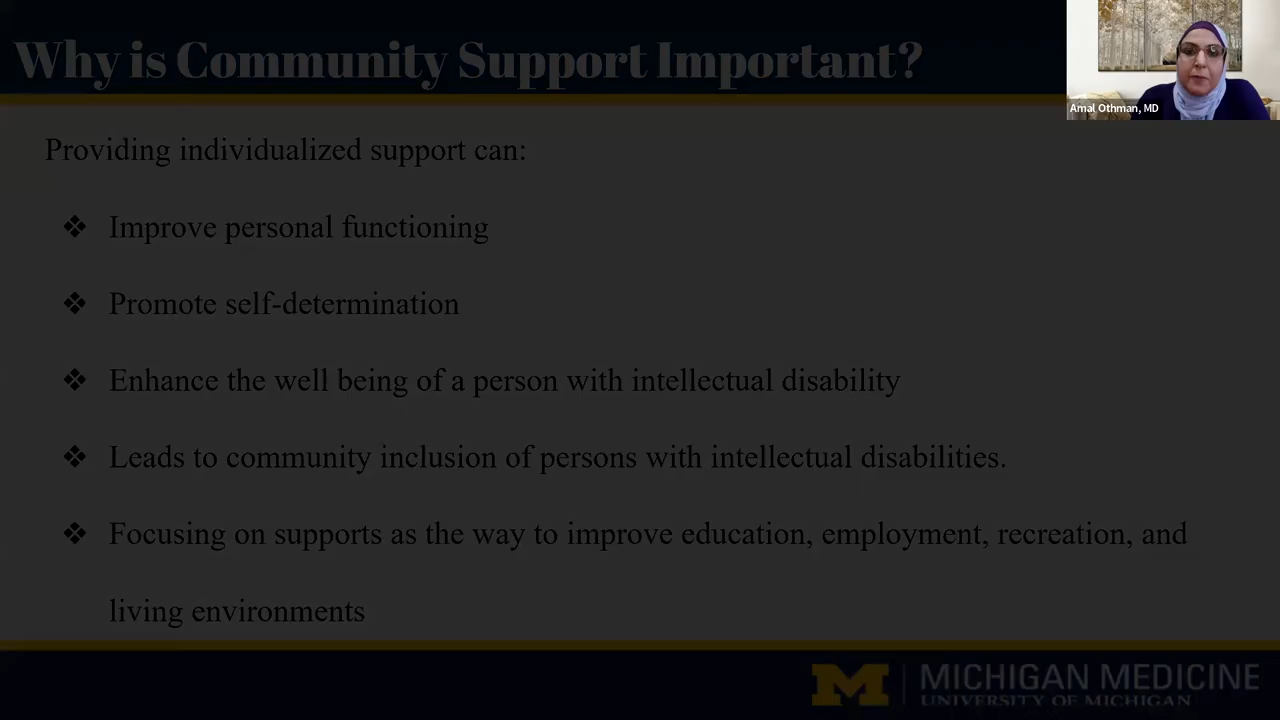 Why is Community Support Important?
Amal Othman, MD
Providing individualized support can:
❖ Improve personal functioning
❖ Promote self-determination
❖ Enhance the well being of a person with intellectual disability
❖ Leads to community inclusion of persons with intellectual disabilities.
❖ Focusing on supports as the way to improve education, employment, recreation, and
living environments
M MICHIGAN MEDICINE
UNIVERSITY OF MICHIGAN